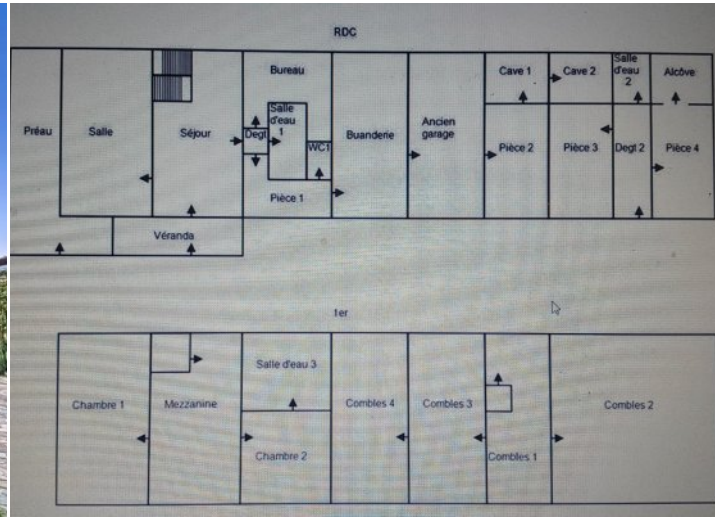 RDC
Bureau
Cave 1
Cave 2
Salle
d'eau
2
Alcôve
Préau
Salle
Séjour
Degt
Salle
d'eau
1
WC1
Buanderie
Ancien
garage
Pièce 2
Pièce 3
Degt 2
Pièce 4
Pièce 1
Véranda
1er
Salle d'eau 3
Chambre 1
Mezzanine
Combles 4
Combles 3
Combles 2
Chambre 2
Combles 1